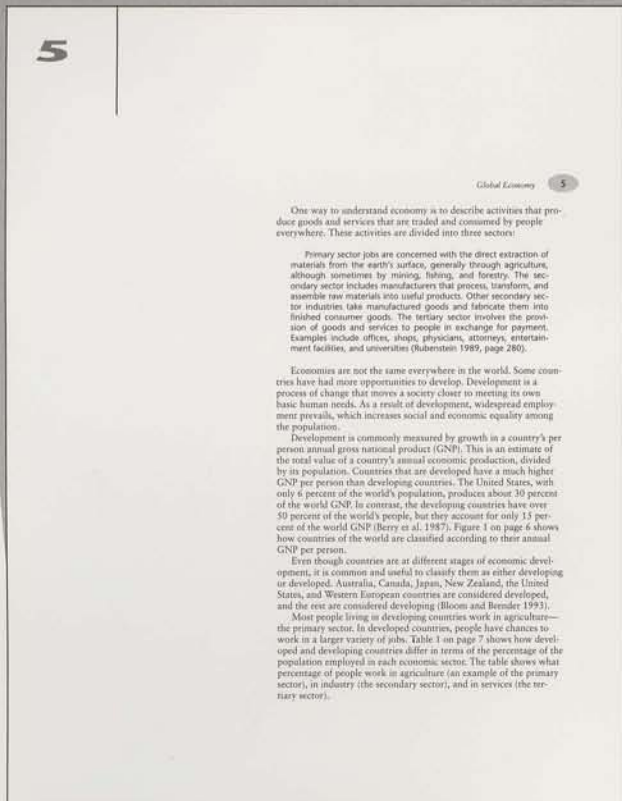 5
Global Economy 5
One way to understand economy is to describe activities that pro-
duce goods and services that are traded and consumed by people
everywhere. These activities are divided into three sectors:
Primary sector jobs are concerned with the direct extraction of
materials from the earth's surface, generally through agriculture,
although sometimes by mining, fishing, and forestry. The sec-
ondary sector includes manufacturers that process, transform, and
assemble raw materials into useful products. Other secondary sec-
tor industries take manufactured goods and fabricate them into
finished consumer goods. The tertiary sector involves the provi-
sion of goods and services to people in exchange for payment.
Examples include offices, shops, physicians, attorneys, entertain-
ment facilities, and universities (Rubenstein 1989, page 280).
Economies are not the same everywhere in the world. Some coun-
tries have had more opportunities to develop. Development is a
process of change that moves a society closer to meeting its own
basic human needs. As a result of development, widespread employ-
ment prevails, which increases social and economic equality among
the population.
Development is commonly measured by growth in a country's per
person annual gross national product (GNP). This is an estimate of
the total value of a country's annual economic production, divided
by its population. Countries that are developed have a much higher
GNP per person than developing countries. The United States, with
only 6 percent of the world's population, produces about 30 percent
of the world GNP. In contrast, the developing countries have over
50 percent of the world's people, but they account for only 15 per-
cent of the world GNP (Berry et al. 1987). Figure 1 on page 6 shows
how countries of the world are classified according to their annual
GNP per person.
Even though countries are at different stages of economic devel-
opment, it is common and useful to classify them as either developing
or developed. Australia, Canada, Japan, New Zealand, the United
States, and Western European countries are considered developed,
and the rest are considered developing (Bloom and Brender 1993).
Most people living in developing countries work in agriculture—
the primary sector. In developed countries, people have chances to
work in a larger variety of jobs. Table 1 on page 7 shows how devel-
oped and developing countries differ in terms of the percentage of the
population employed in each economic sector. The table shows what
percentage of people work in agriculture (an example of the primary
sector), in industry (the secondary sector), and in services (the ter-
tiary sector).